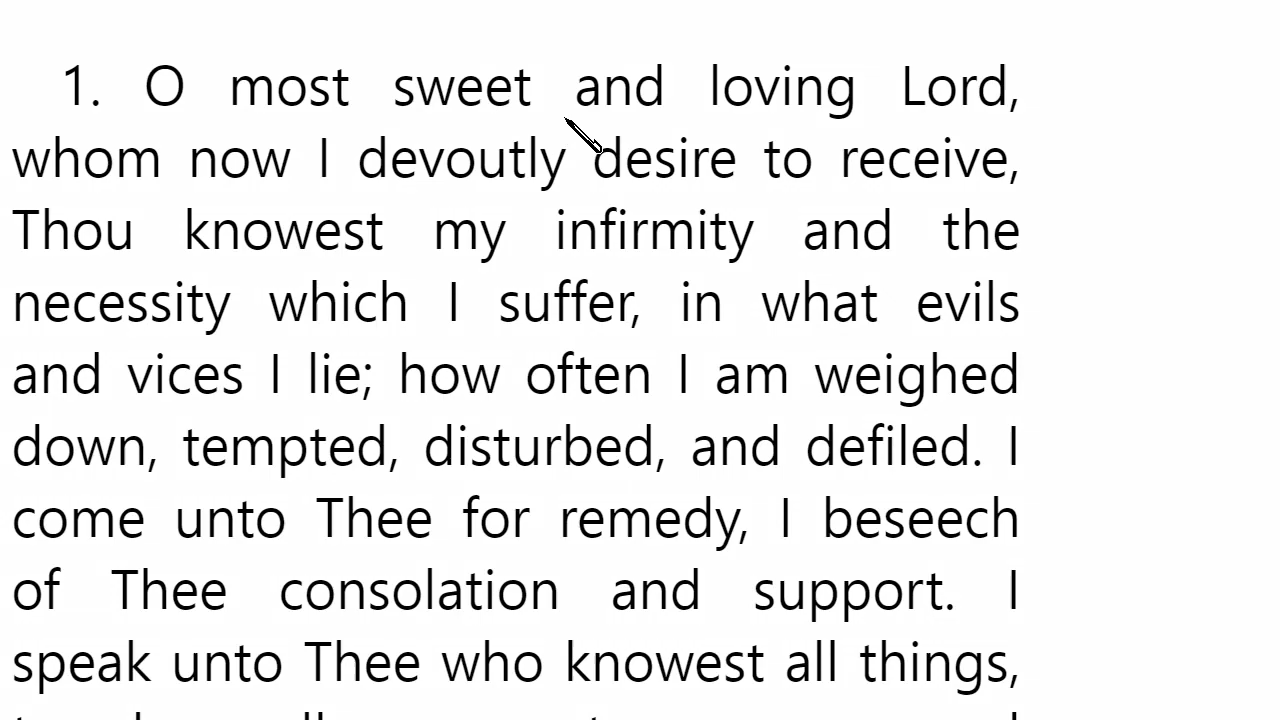 1. O most sweet and loving Lord,
whom now I devoutly desire to receive,
Thou knowest my infirmity and the
necessity which I suffer, in what evils
and vices I lie; how often I am weighed
down, tempted, disturbed, and defiled. I
come unto Thee for remedy, I beseech
of Thee consolation and support. I
speak unto Thee who knowest all things,